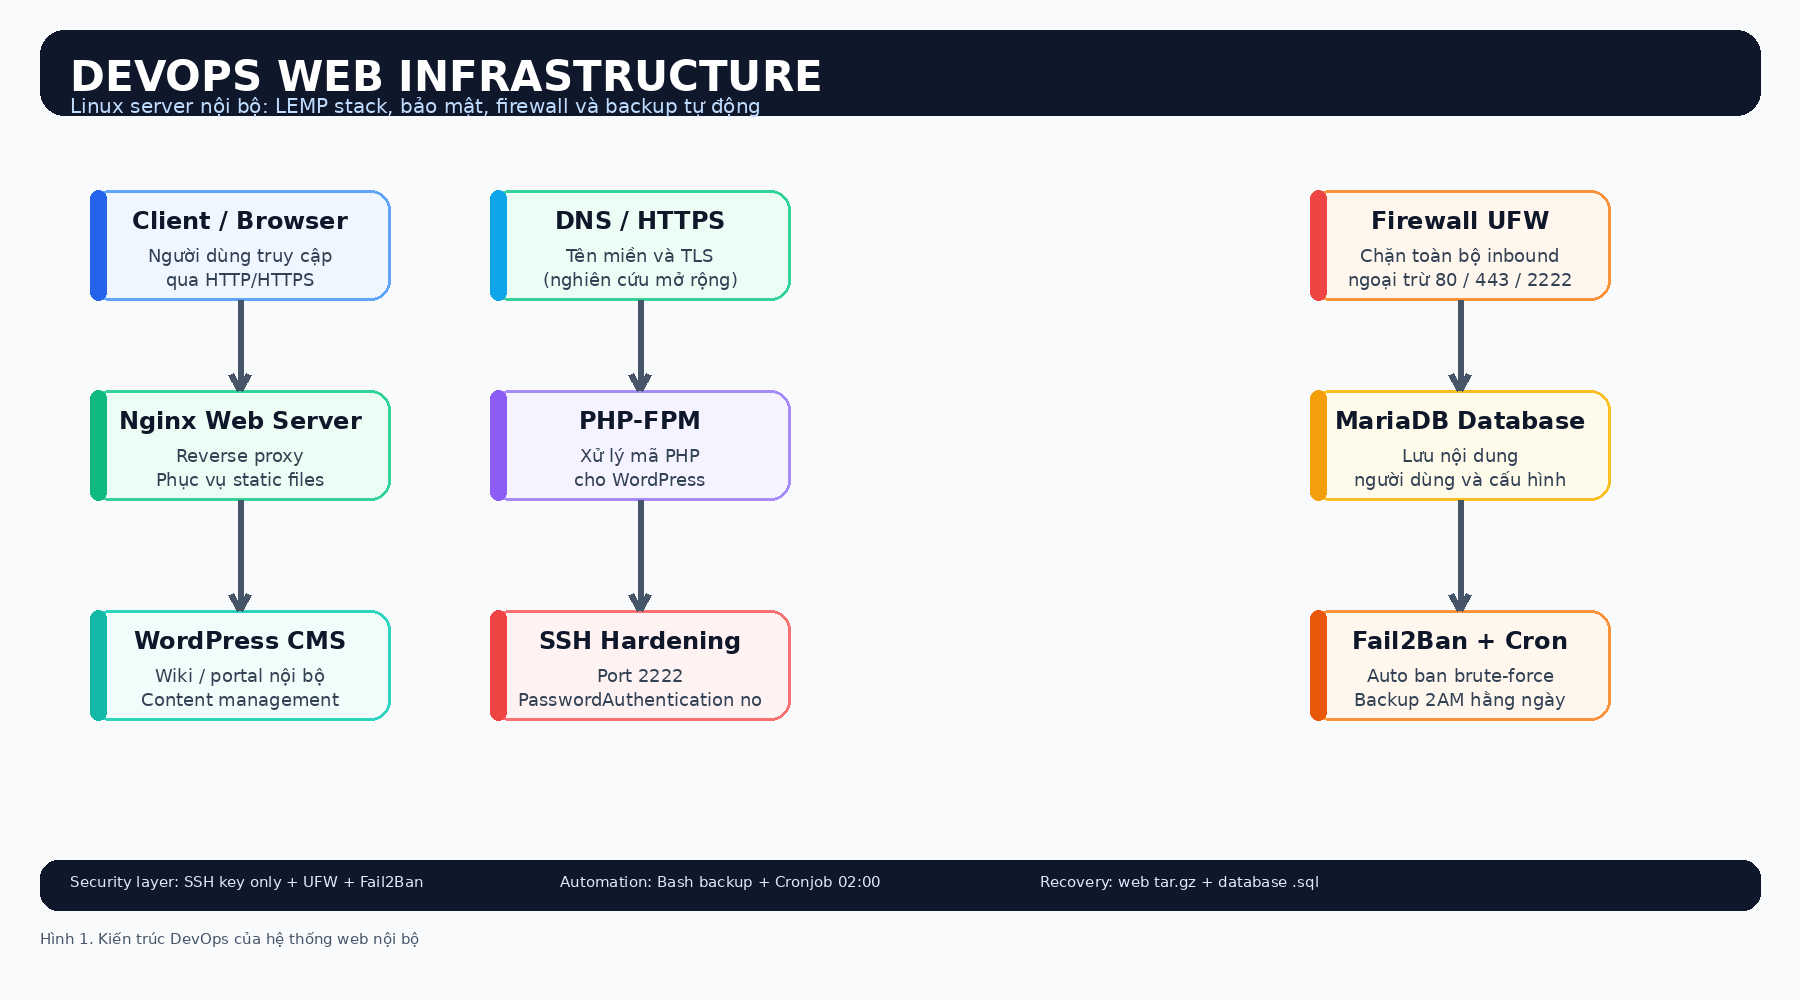 DEVOPS WEB INFRASTRUCTURE
Linux server nội bộ: LEMP stack, bảo mật, firewall và backup tự động
Client / Browser
Người dùng truy cập
qua HTTP/HTTPS
DNS / HTTPS
Tên miền và TLS
(nghiên cứu mở rộng)
Firewall UFW
Chặn toàn bộ inbound
ngoại trừ 80 / 443 / 2222
Nginx Web Server
Reverse proxy
Phục vụ static files
PHP-FPM
Xử lý mã PHP
cho WordPress
MariaDB Database
Lưu nội dung
người dùng và cấu hình
WordPress CMS
Wiki / portal nội bộ
Content management
SSH Hardening
Port 2222
PasswordAuthentication no
Fail2Ban + Cron
Auto ban brute-force
Backup 2AM hằng ngày
Security layer: SSH key only + UFW + Fail2Ban
Automation: Bash backup + Cronjob 02:00
Recovery: web tar.gz + database .sql
Hình 1. Kiến trúc DevOps của hệ thống web nội bộ